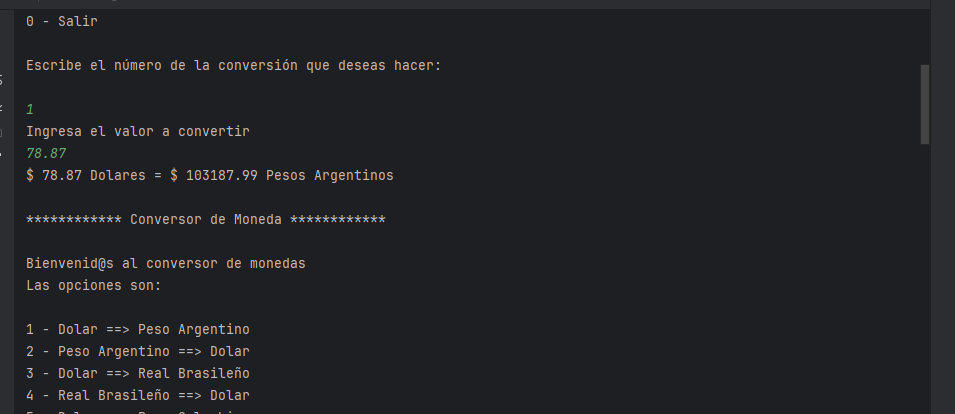 0 - Salir
Escribe el número de la conversión que deseas hacer:
1
Ingresa el valor a convertir
78.87
$ 78.87 Dolares = $ 103187.99 Pesos Argentinos
************ Conversor de Moneda ************
Bienvenid@s al conversor de monedas
Las opciones son:
1 - Dolar ==> Peso Argentino
2 - Peso Argentino ==> Dolar
3 - Dolar ==> Real Brasileño
4 - Real Brasileño ==> Dolar